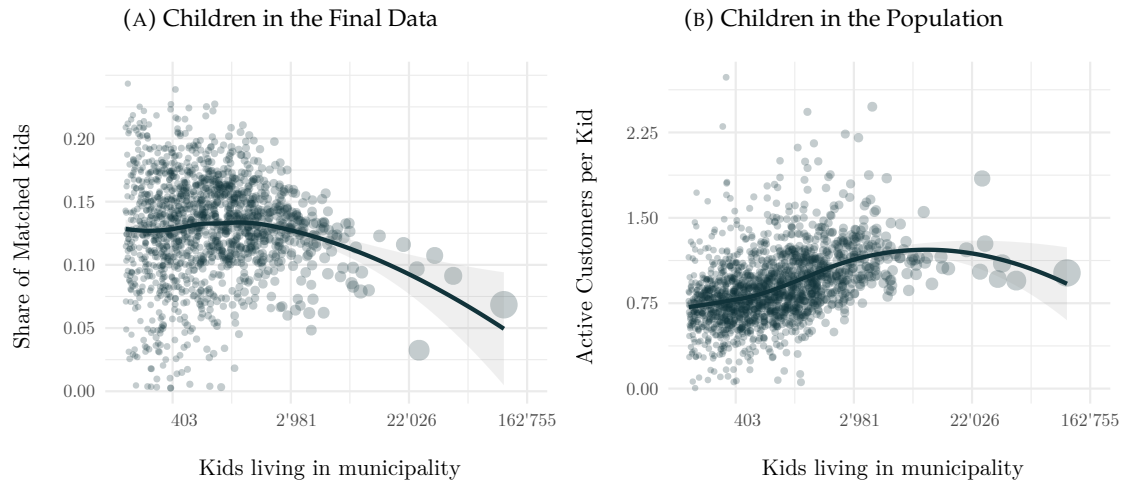 (A) Children in the Final Data
Share of Matched Kids
0.20
0.15
0.10
0.05
0.00
403 2'981 22'026 162'755
Kids living in municipality
(B) Children in the Population
Active Customers per Kid
2.25
1.50
0.75
0.00
403 2'981 22'026 162'755
Kids living in municipality